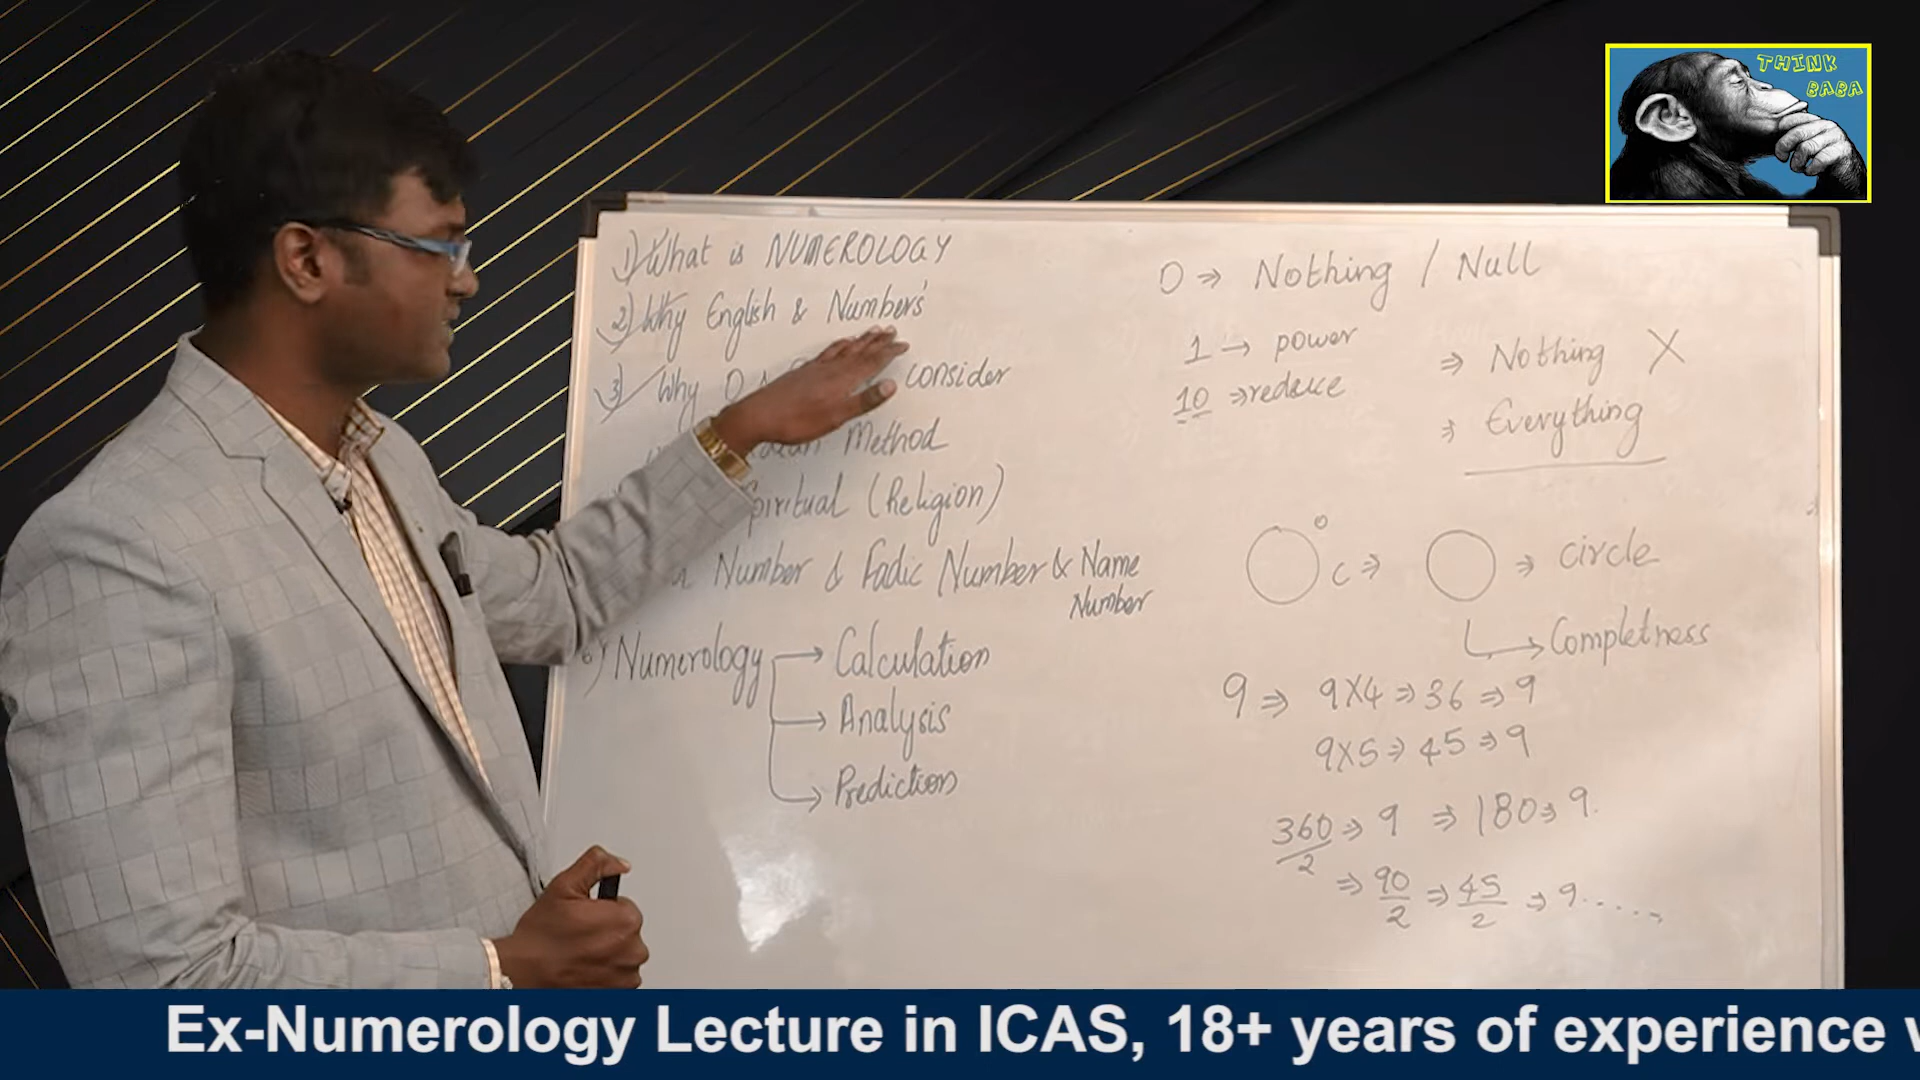 THINK
BABA
1) What is NUMEROLOGY
2) Why English & Numbers'
3) Why 0 consider
Method
Spiritual (Religion)
Number & Fadic Number & Name
Number
6) Numerology → Calculation
→ Analysis
→ Prediction
0 ⇒ Nothing / Null
1 → power
10 ⇒ reduce
⇒ Nothing X
⇒ Everything
C ⇒ ⇒ circle
→ Completness
9 ⇒ 9X4 ⇒ 36 ⇒ 9
9X5 ⇒ 45 ⇒ 9
360/2 ⇒ 9 ⇒ 180 ⇒ 9.
⇒ 90/2 ⇒ 45/2 ⇒ 9.....
Ex-Numerology Lecture in ICAS, 18+ years of experience